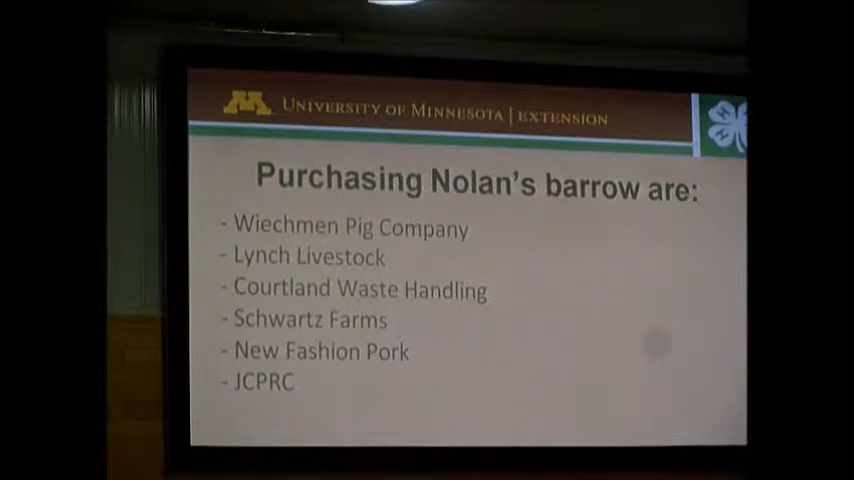 M UNIVERSITY OF MINNESOTA | EXTENSION
H H
H
Purchasing Nolan's barrow are:
- Wiechmen Pig Company
- Lynch Livestock
- Courtland Waste Handling
- Schwartz Farms
- New Fashion Pork
- JCPRC